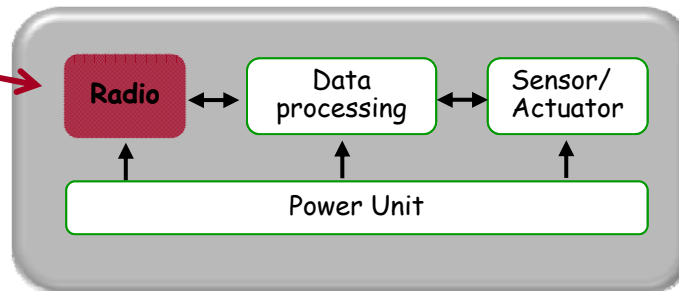 Radio
Data
processing
Sensor/
Actuator
Power Unit